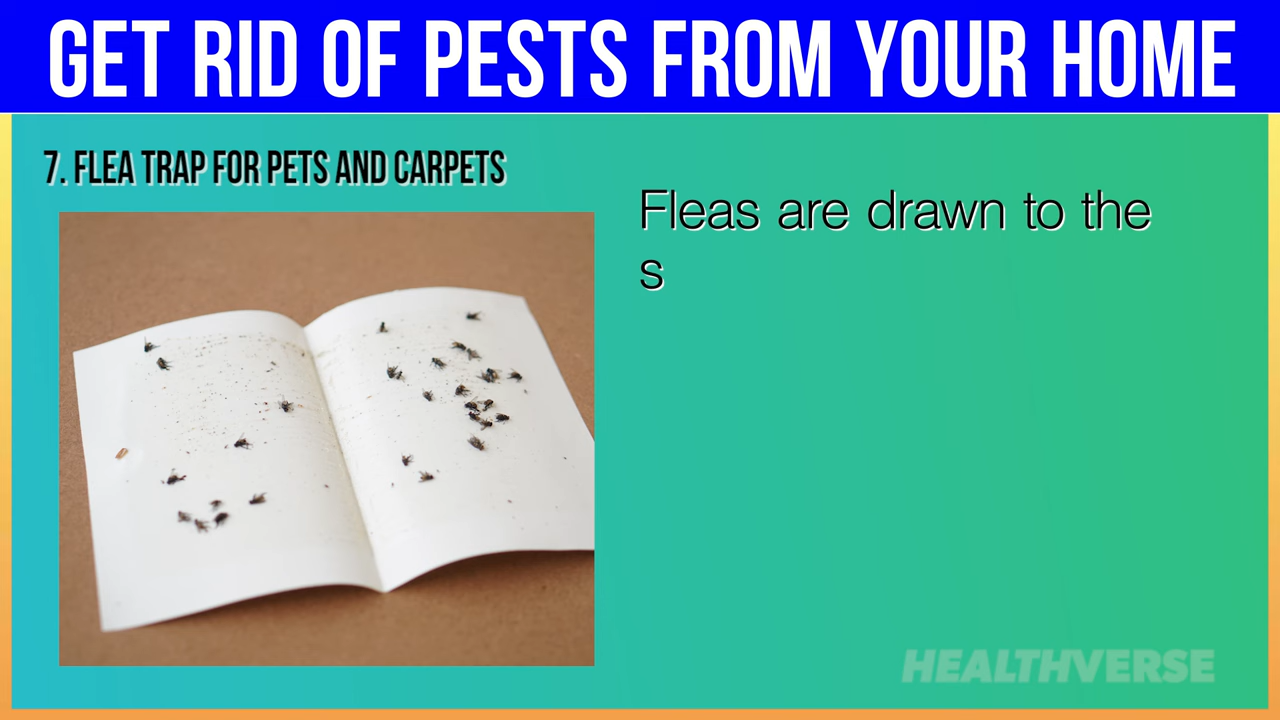 GET RID OF PESTS FROM YOUR HOME
7. FLEA TRAP FOR PETS AND CARPETS
Fleas are drawn to the
s
HEALTHVERSE